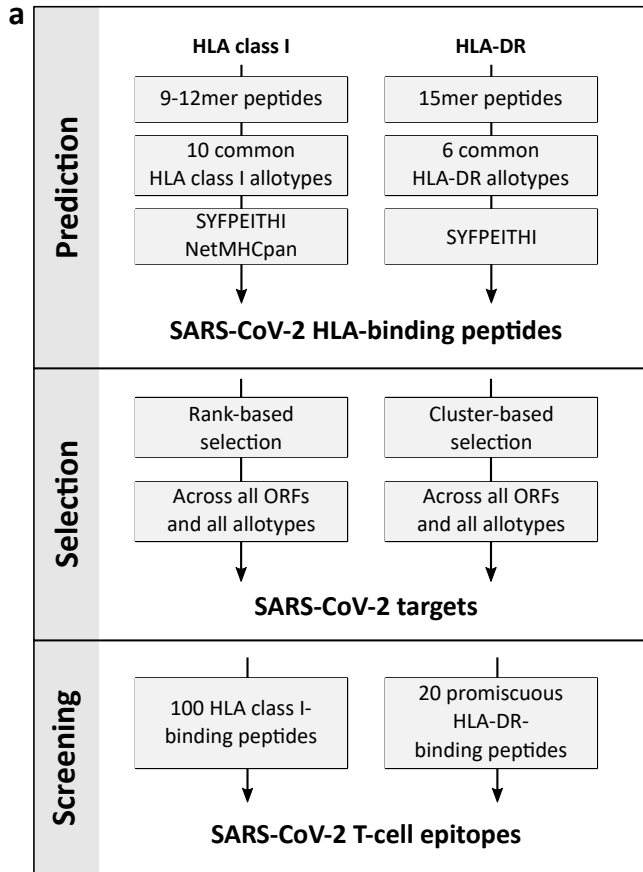 a
HLA class I
HLA-DR
Prediction
9-12mer peptides
15mer peptides
10 common
HLA class I allotypes
6 common
HLA-DR allotypes
SYFPEITHI
NetMHCpan
SYFPEITHI
SARS-CoV-2 HLA-binding peptides
Selection
Rank-based
selection
Cluster-based
selection
Across all ORFs
and all allotypes
Across all ORFs
and all allotypes
SARS-CoV-2 targets
Screening
100 HLA class I-
binding peptides
20 promiscuous
HLA-DR-
binding peptides
SARS-CoV-2 T-cell epitopes